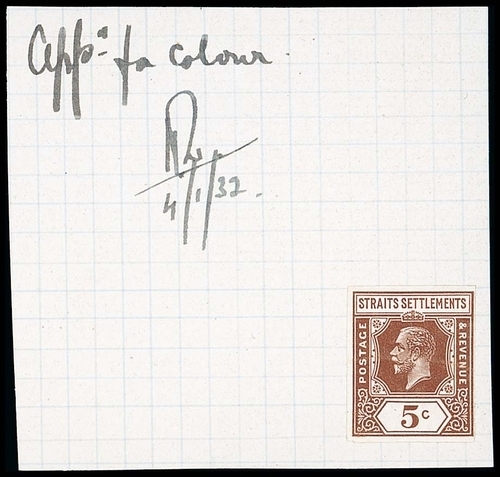 Appd for colour.
4/1/32.
STRAITS SETTLEMENTS
POSTAGE
& REVENUE
5c